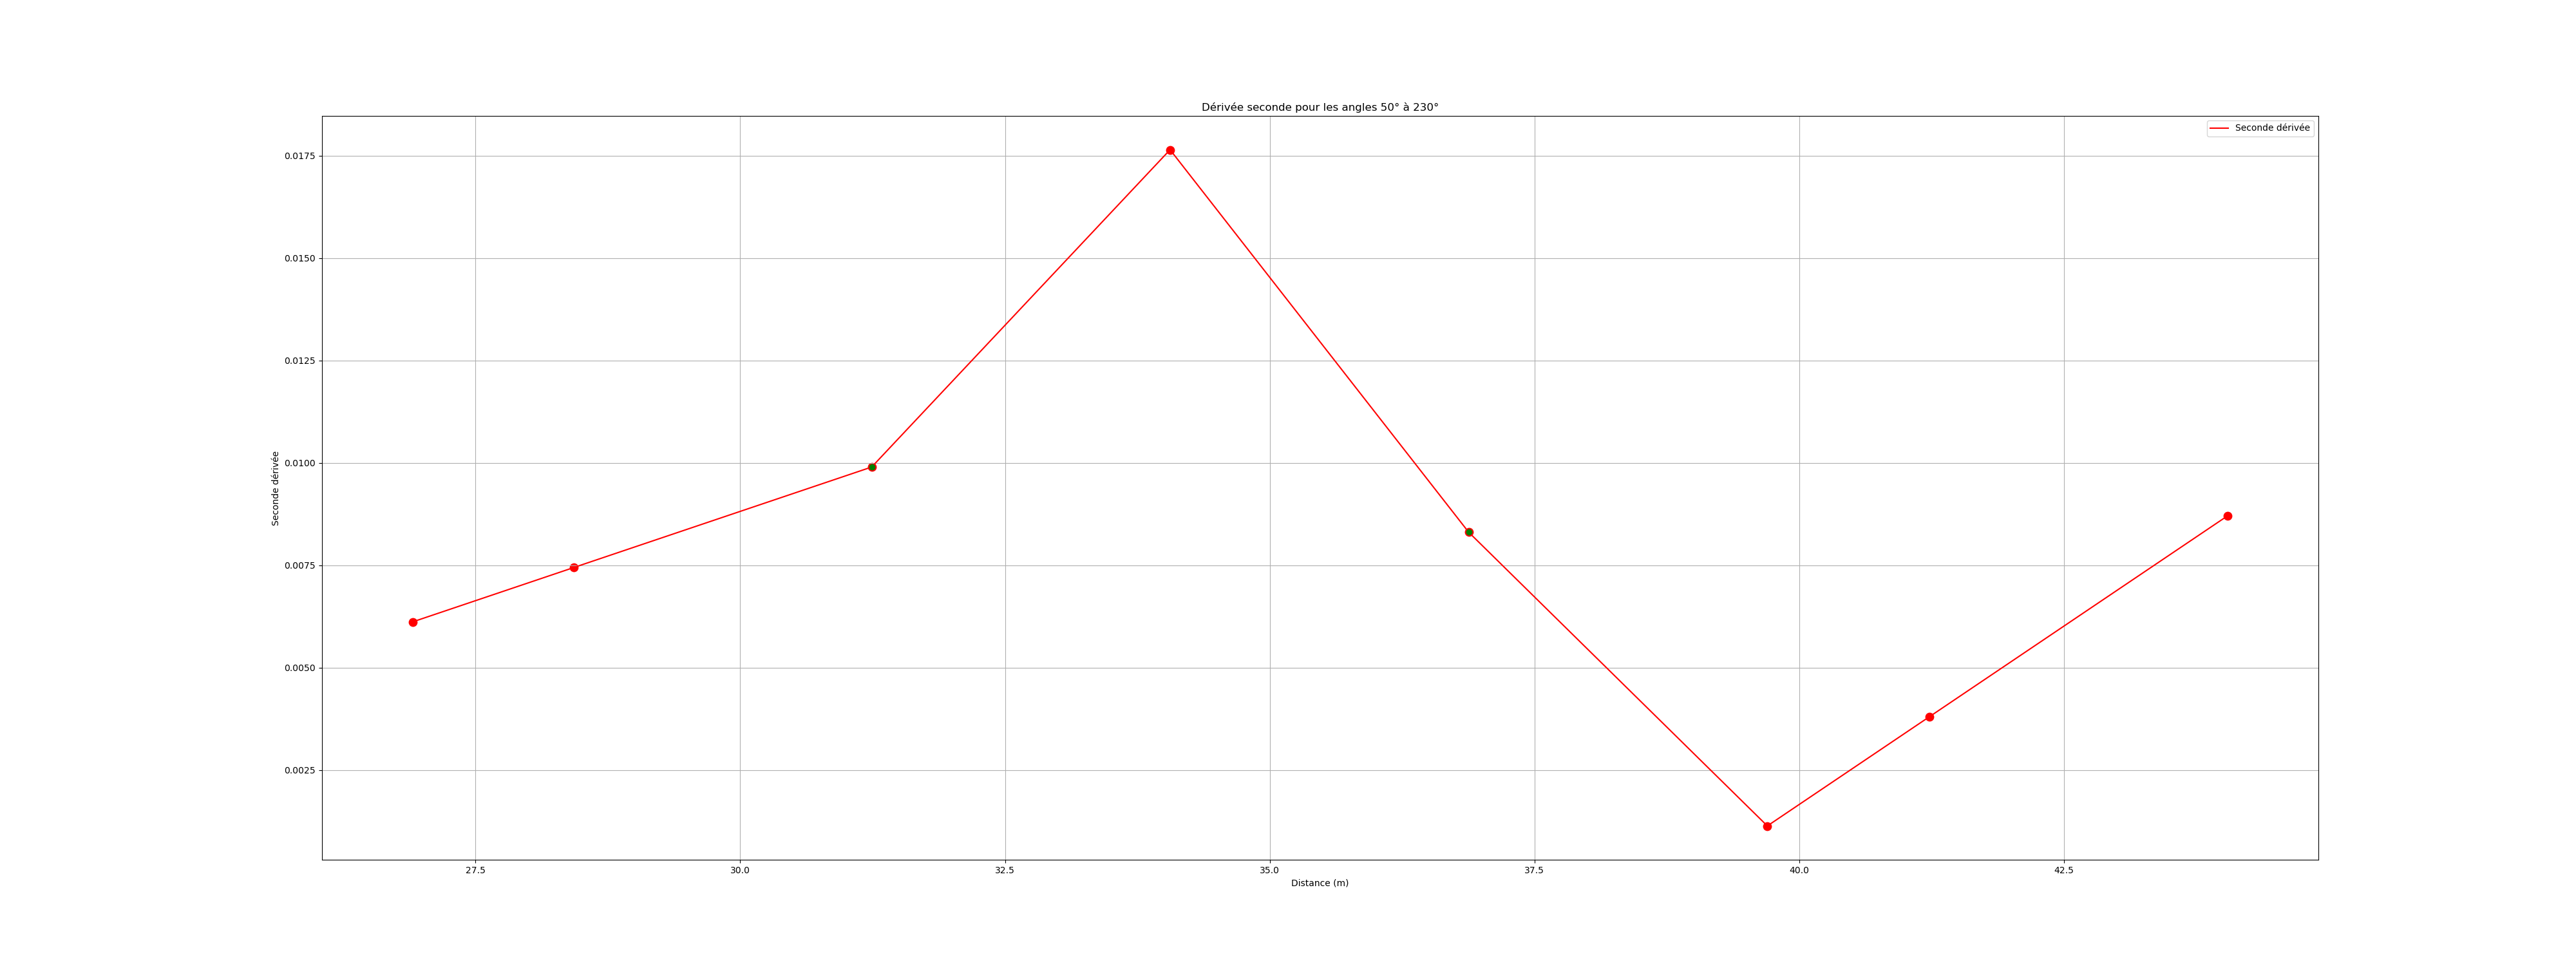 Dérivée seconde pour les angles 50° à 230°
Seconde dérivée
0.0175
0.0150
0.0125
0.0100
0.0075
0.0050
0.0025
Seconde dérivée
27.5 30.0 32.5 35.0 37.5 40.0 42.5
Distance (m)